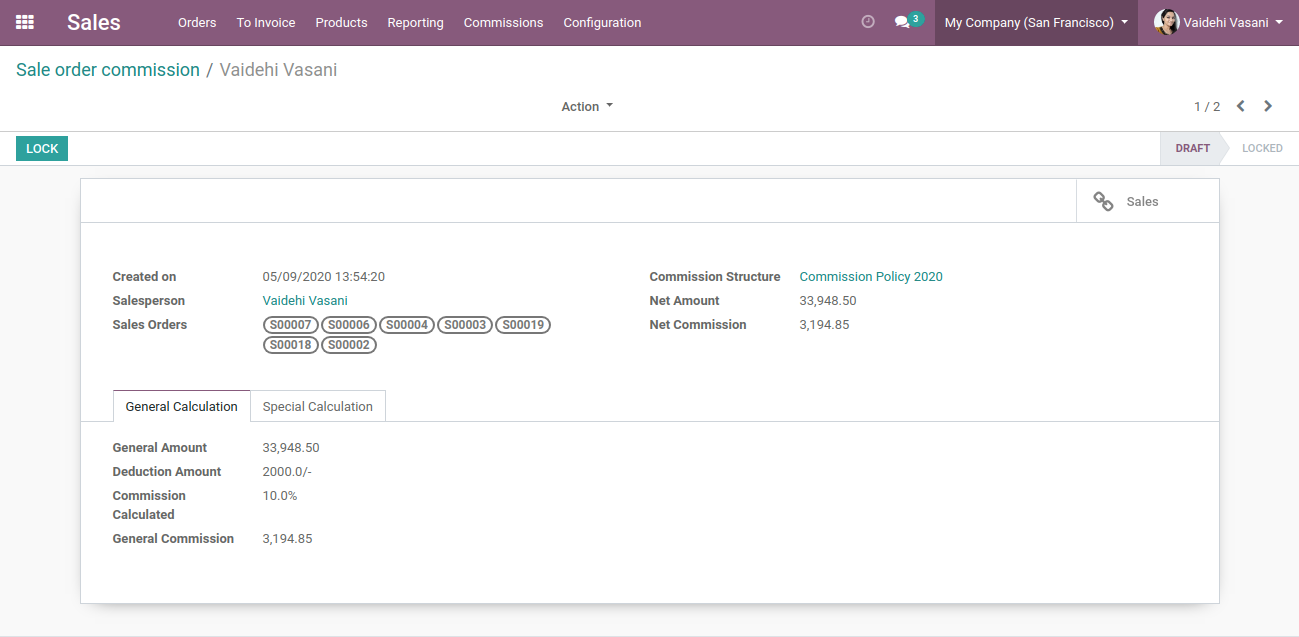 Sales Orders To Invoice Products Reporting Commissions Configuration 3 My Company (San Francisco) Vaidehi Vasani
Sale order commission / Vaidehi Vasani
Action 1 / 2
LOCK DRAFT LOCKED
Sales
Created on 05/09/2020 13:54:20 Commission Structure Commission Policy 2020
Salesperson Vaidehi Vasani Net Amount 33,948.50
Sales Orders S00007 S00006 S00004 S00003 S00019 Net Commission 3,194.85
S00018 S00002
General Calculation Special Calculation
General Amount 33,948.50
Deduction Amount 2000.0/-
Commission 10.0%
Calculated
General Commission 3,194.85